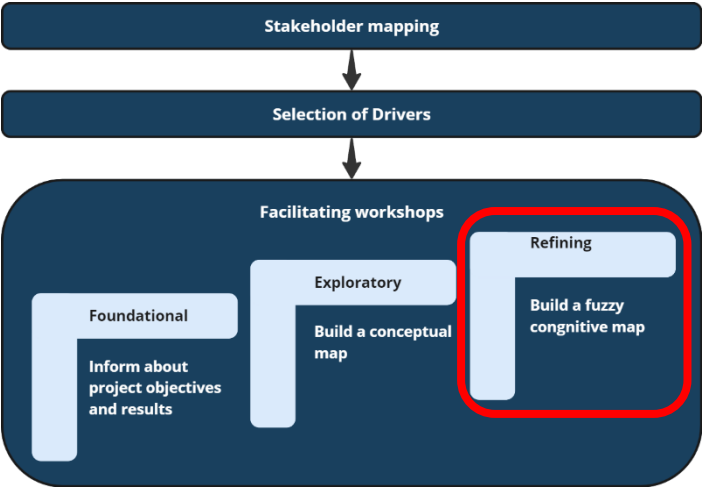 Stakeholder mapping
Selection of Drivers
Facilitating workshops
Foundational
Inform about
project objectives
and results
Exploratory
Build a conceptual
map
Refining
Build a fuzzy
congnitive map